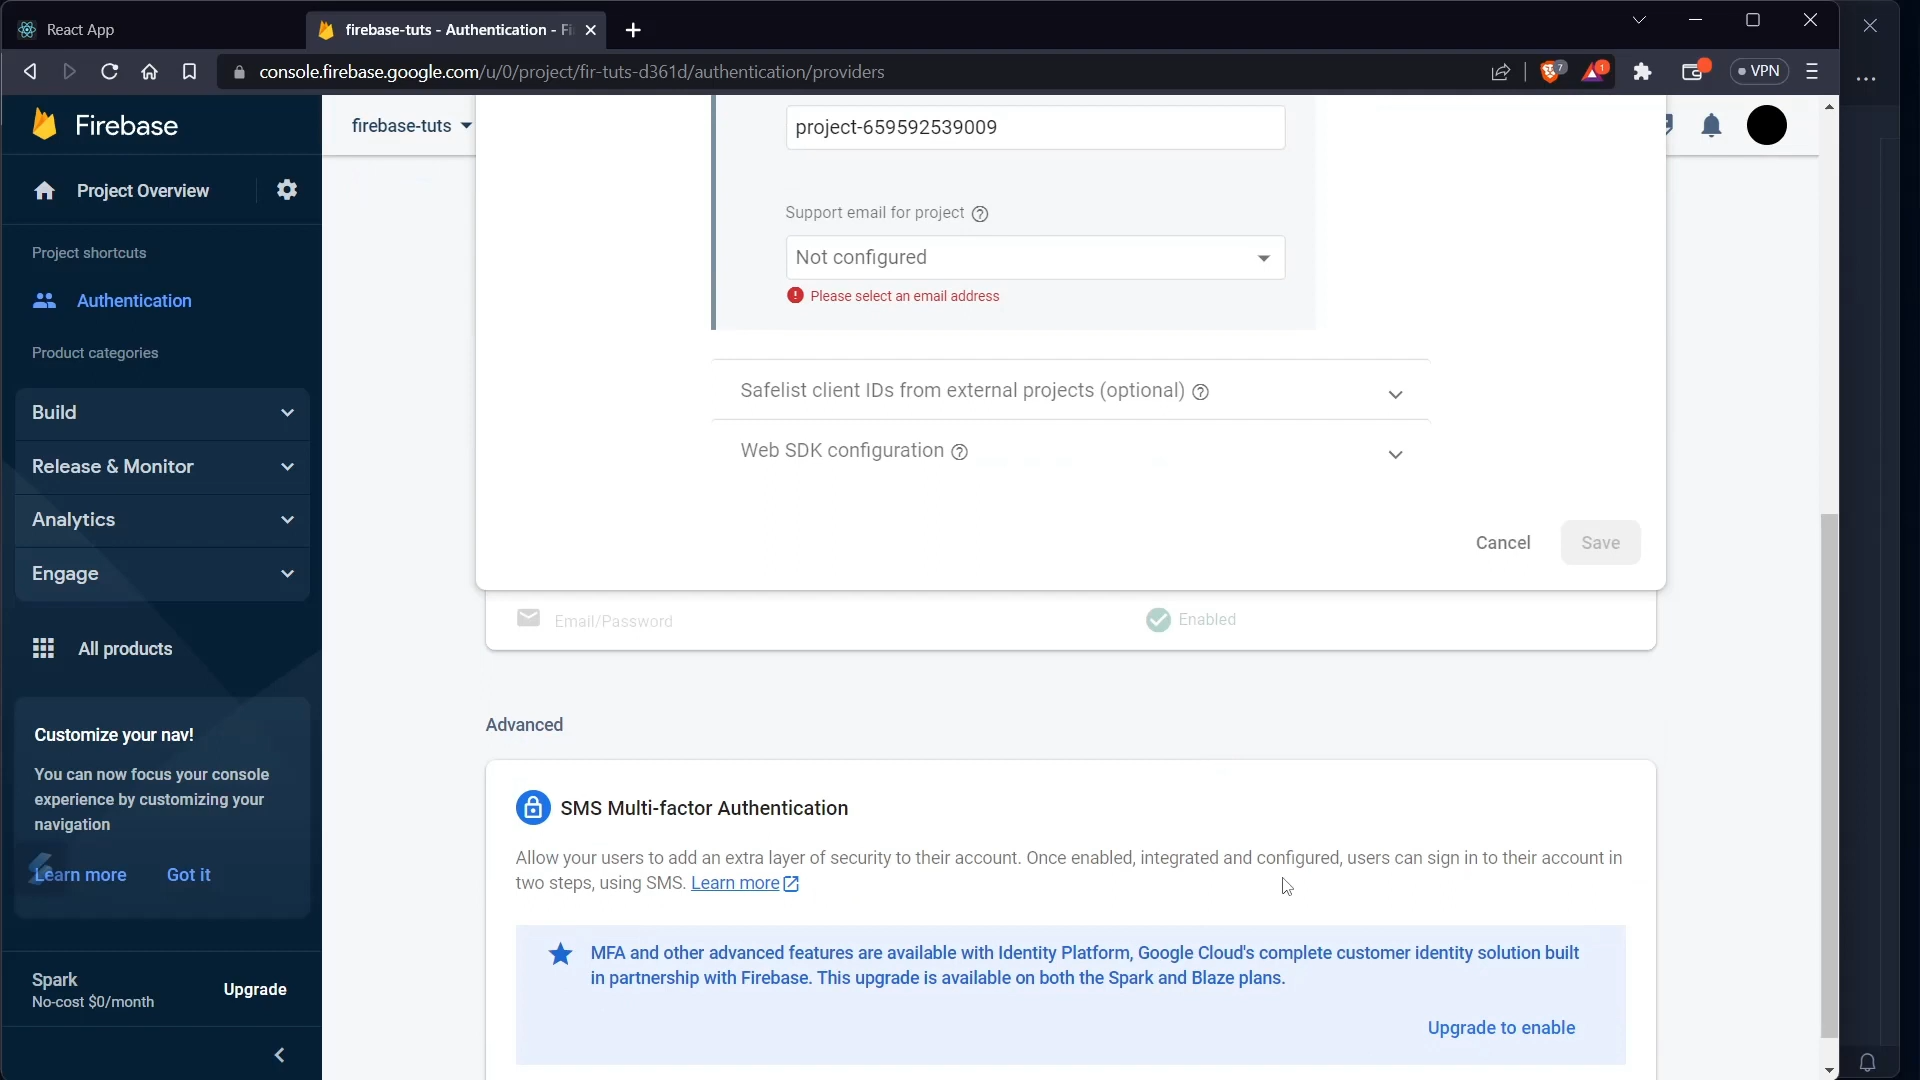 React App
firebase-tuts - Authentication - Fi
console.firebase.google.com/u/0/project/fir-tuts-d361d/authentication/providers
7
1
VPN
Firebase
firebase-tuts
project-659592539009
Project Overview
Support email for project
Not configured
Please select an email address
Project shortcuts
Authentication
Product categories
Build
Release & Monitor
Analytics
Engage
All products
Safelist client IDs from external projects (optional)
Web SDK configuration
Cancel
Save
Email/Password
Enabled
Customize your nav!
You can now focus your console
experience by customizing your
navigation
Learn more
Got it
Advanced
SMS Multi-factor Authentication
Allow your users to add an extra layer of security to their account. Once enabled, integrated and configured, users can sign in to their account in
two steps, using SMS. Learn more
MFA and other advanced features are available with Identity Platform, Google Cloud's complete customer identity solution built
in partnership with Firebase. This upgrade is available on both the Spark and Blaze plans.
Upgrade to enable
Spark
No-cost $0/month
Upgrade